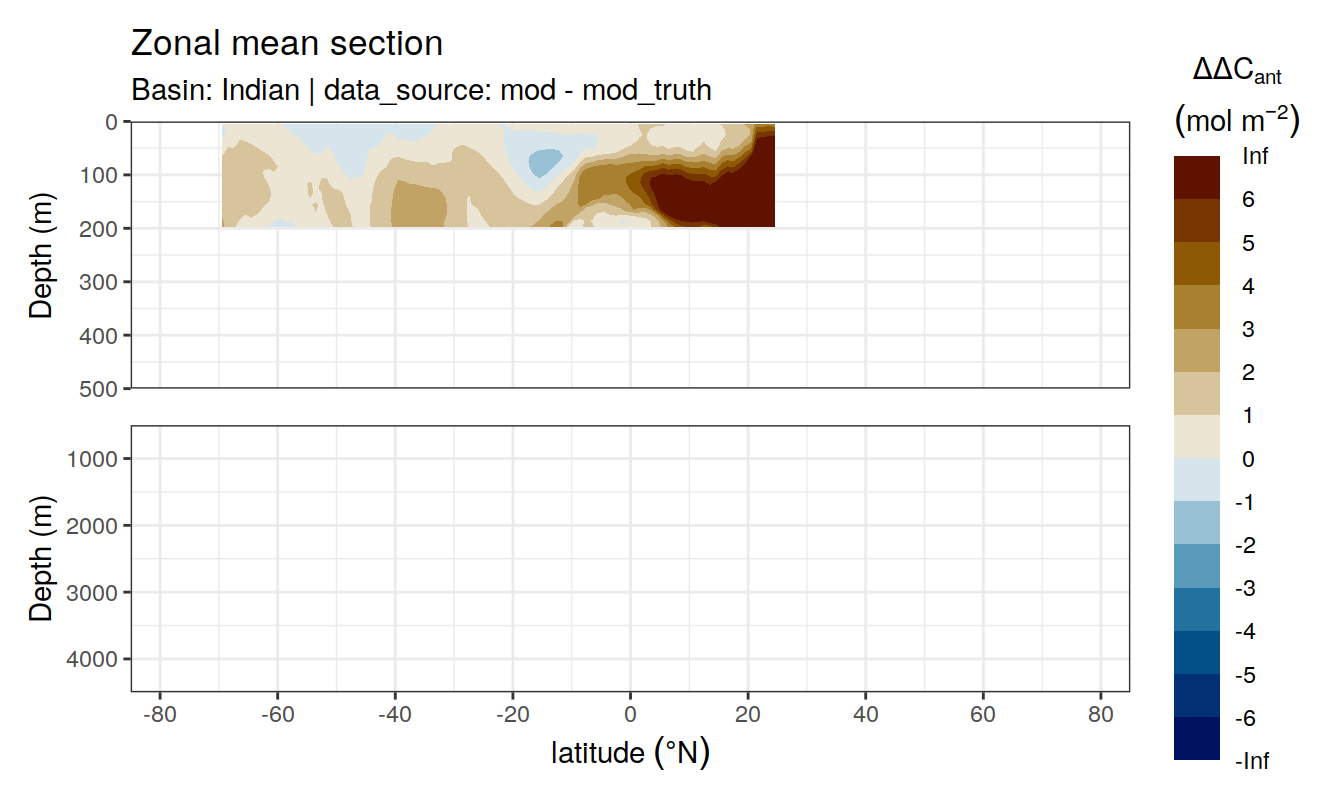 Zonal mean section
Basin: Indian | data_source: mod - mod_truth
ΔΔCant
(mol m−2)
Inf
6
5
4
3
2
1
0
-1
-2
-3
-4
-5
-6
-Inf
Depth (m)
0
100
200
300
400
500
Depth (m)
1000
2000
3000
4000
-80 -60 -40 -20 0 20 40 60 80
latitude (°N)